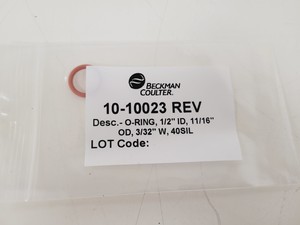 BECKMAN
COULTER
10-10023 REV
Desc.- O-RING, 1/2" ID, 11/16"
OD, 3/32" W, 40SIL
LOT Code: